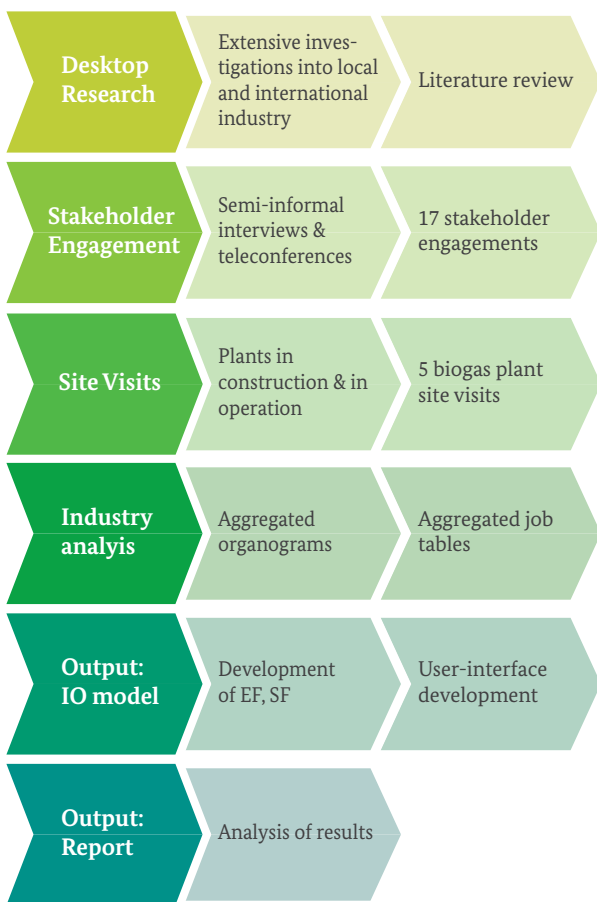 Desktop
Research
Extensive inves-
tigations into local
and international
industry
Literature review
Stakeholder
Engagement
Semi-informal
interviews &
teleconferences
17 stakeholder
engagements
Site Visits
Plants in
construction & in
operation
5 biogas plant
site visits
Industry
analyis
Aggregated
organograms
Aggregated job
tables
Output:
IO model
Development
of EF, SF
User-interface
development
Output:
Report
Analysis of results